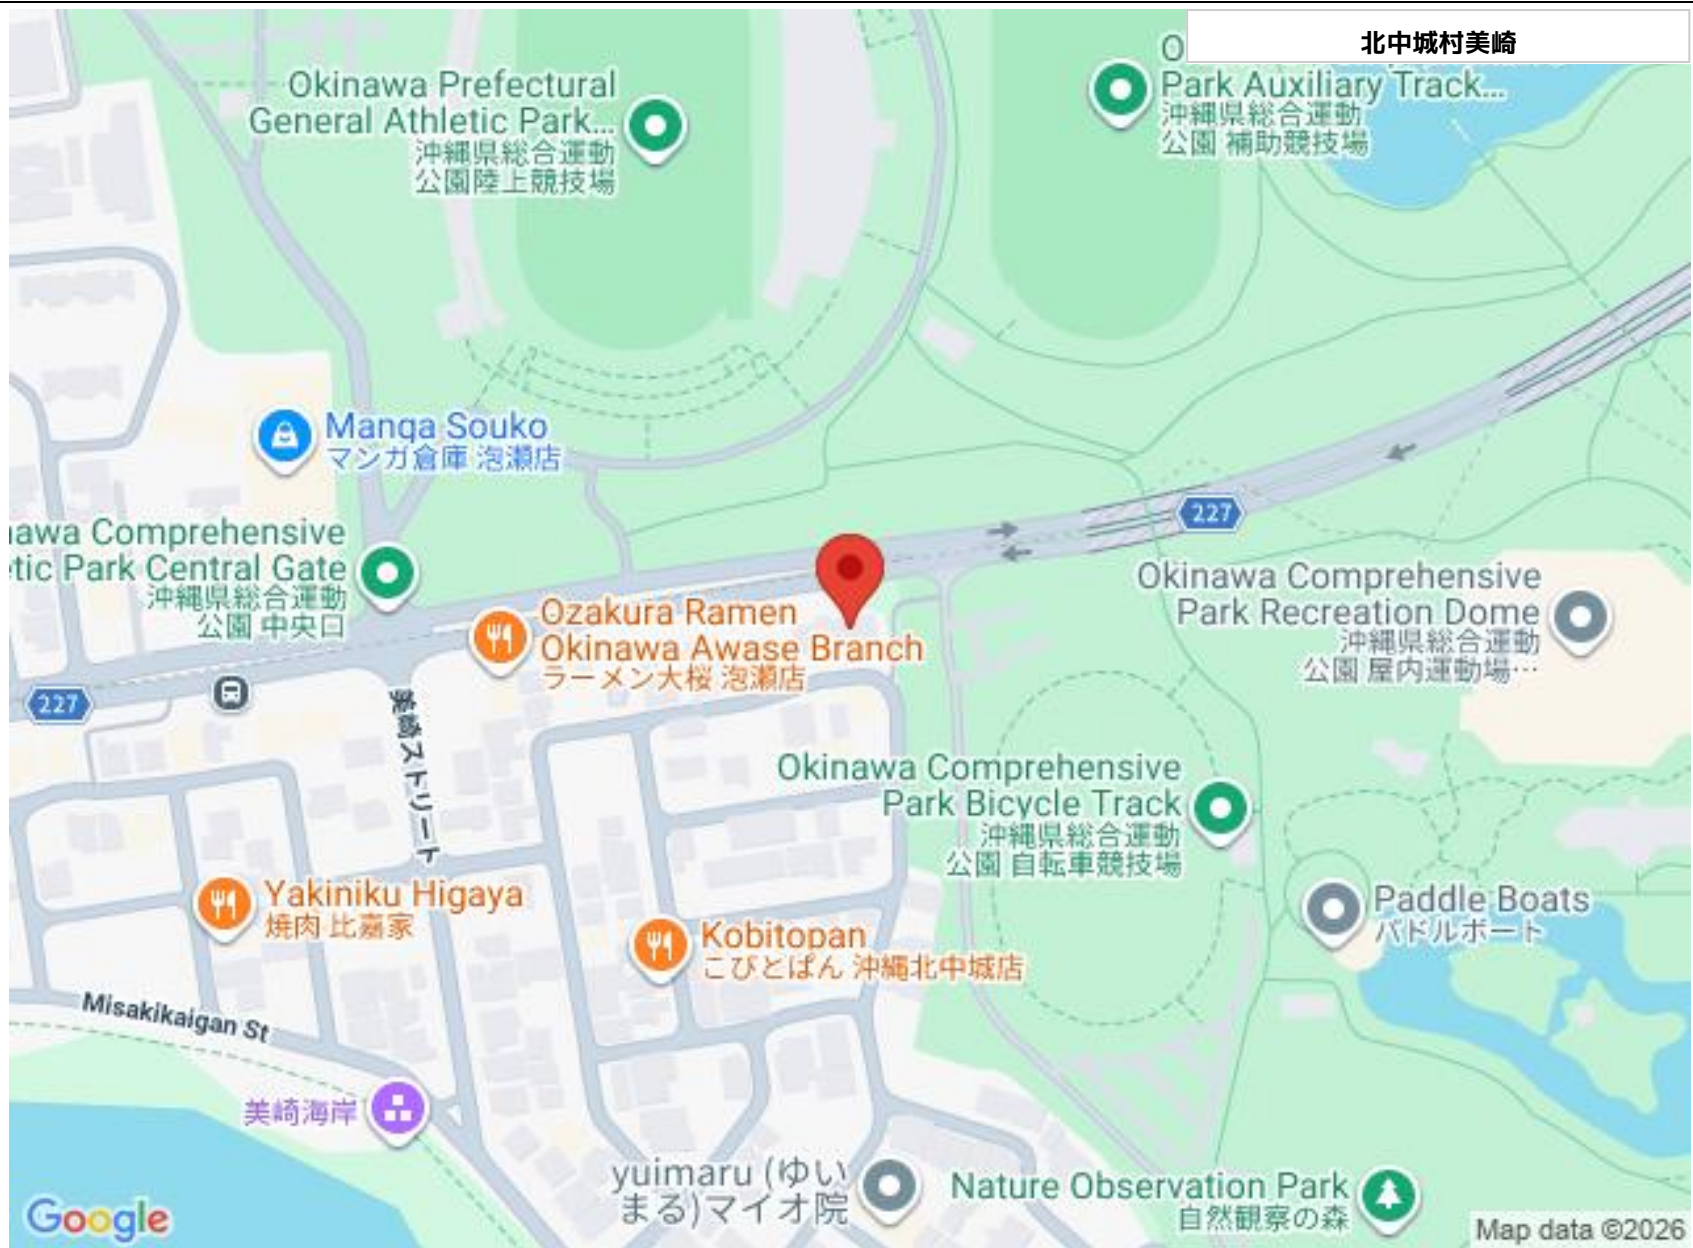 北中城村美崎
Okinawa Prefectural
General Athletic Park...
沖縄県総合運動
公園陸上競技場
O
Park Auxiliary Track...
沖縄県総合運動
公園 補助競技場
Manga Souko
マンガ倉庫 泡瀬店
227
nawa Comprehensive
etic Park Central Gate
沖縄県総合運動
公園 中央口
Okinawa Comprehensive
Park Recreation Dome
沖縄県総合運動
公園 屋内運動場…
Ozakura Ramen
Okinawa Awase Branch
ラーメン大桜 泡瀬店
227
美崎ストリート
Okinawa Comprehensive
Park Bicycle Track
沖縄県総合運動
公園 自転車競技場
Yakiniku Higaya
焼肉 比嘉家
Paddle Boats
パドルボート
Kobitopan
こびとぱん 沖縄北中城店
Misakikaigan St
美崎海岸
yuimaru (ゆい
まる)マイオ院
Nature Observation Park
自然観察の森
Google
Map data ©2026